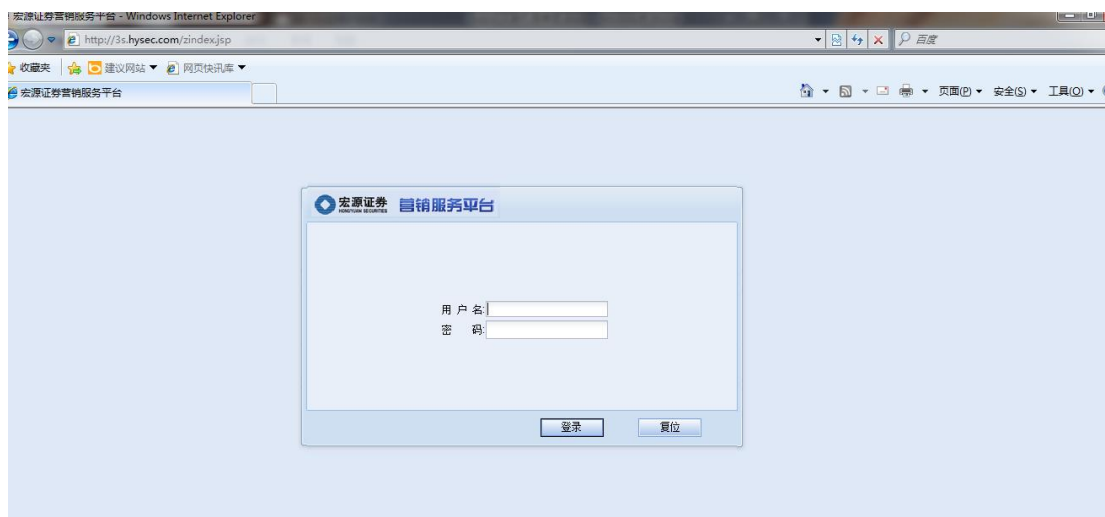 宏源证券营销服务平台 - Windows Internet Explorer
http://3s.hysec.com/zindex.jsp
百度
收藏夹 建议网站 网页快讯库
宏源证券营销服务平台 页面(P) 安全(S) 工具(O)
宏源证券 营销服务平台
HONGYUAN SECURITIES
用户名:
密 码:
登录 复位